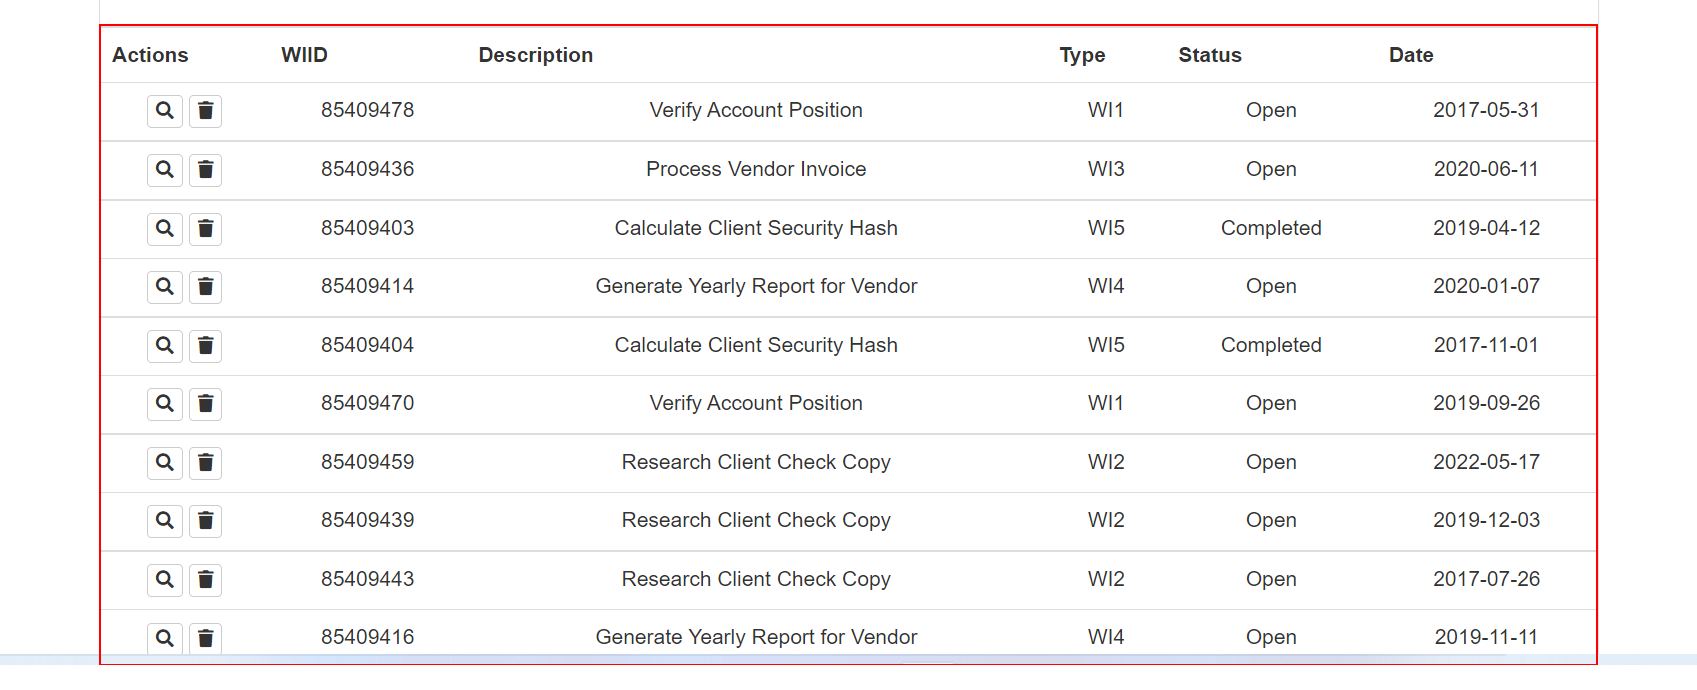 Actions WIID Description Type Status Date
85409478 Verify Account Position WI1 Open 2017-05-31
85409436 Process Vendor Invoice WI3 Open 2020-06-11
85409403 Calculate Client Security Hash WI5 Completed 2019-04-12
85409414 Generate Yearly Report for Vendor WI4 Open 2020-01-07
85409404 Calculate Client Security Hash WI5 Completed 2017-11-01
85409470 Verify Account Position WI1 Open 2019-09-26
85409459 Research Client Check Copy WI2 Open 2022-05-17
85409439 Research Client Check Copy WI2 Open 2019-12-03
85409443 Research Client Check Copy WI2 Open 2017-07-26
85409416 Generate Yearly Report for Vendor WI4 Open 2019-11-11